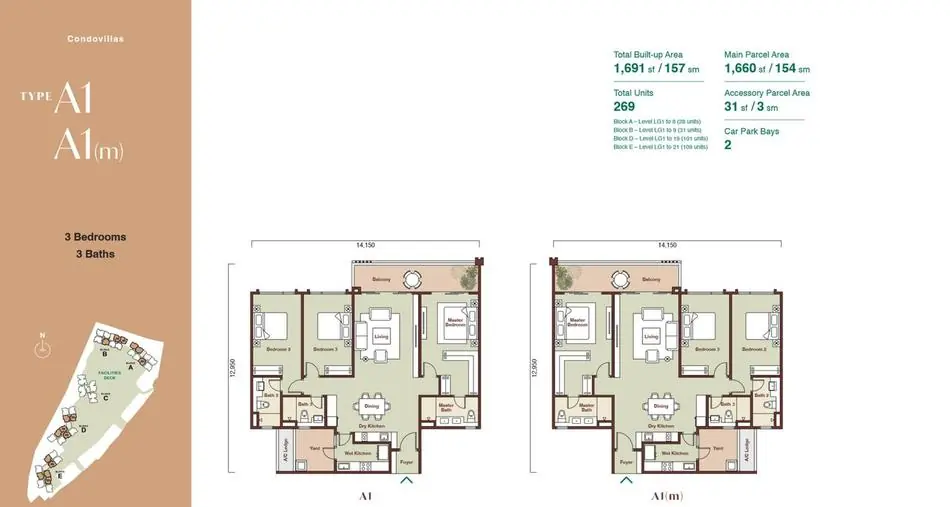 Condovillas
TYPE A1
A1(m)
3 Bedrooms
3 Baths
N
BLOCK
B
BLOCK
A
FACILITIES
DECK
BLOCK
C
BLOCK
D
BLOCK
E
Total Built-up Area
1,691 sf / 157 sm
Total Units
269
Block A – Level LG1 to 8 (28 units)
Block B – Level LG1 to 9 (31 units)
Block D – Level LG1 to 19 (101 units)
Block E – Level LG1 to 21 (109 units)
Main Parcel Area
1,660 sf / 154 sm
Accessory Parcel Area
31 sf / 3 sm
Car Park Bays
2
14,150
12,950
Balcony
Bedroom 2
Bedroom 3
Living
Master
Bedroom
Bath 2
Bath 3
Dining
Master
Bath
Dry Kitchen
A/C Ledge
Yard
Wet Kitchen
Foyer
A1
14,150
12,950
Balcony
Master
Bedroom
Living
Bedroom 3
Bedroom 2
Master
Bath
Dining
Bath 3
Bath 2
Dry Kitchen
Foyer
Wet Kitchen
Yard
A/C Ledge
A1(m)